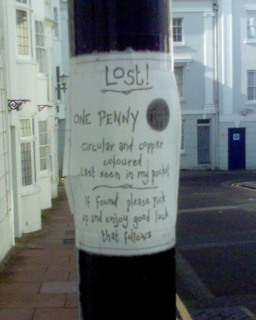 Lost!
ONE PENNY
circular and copper
coloured
Last seen in my pocket
If found please pick
up and enjoy good luck
that follows